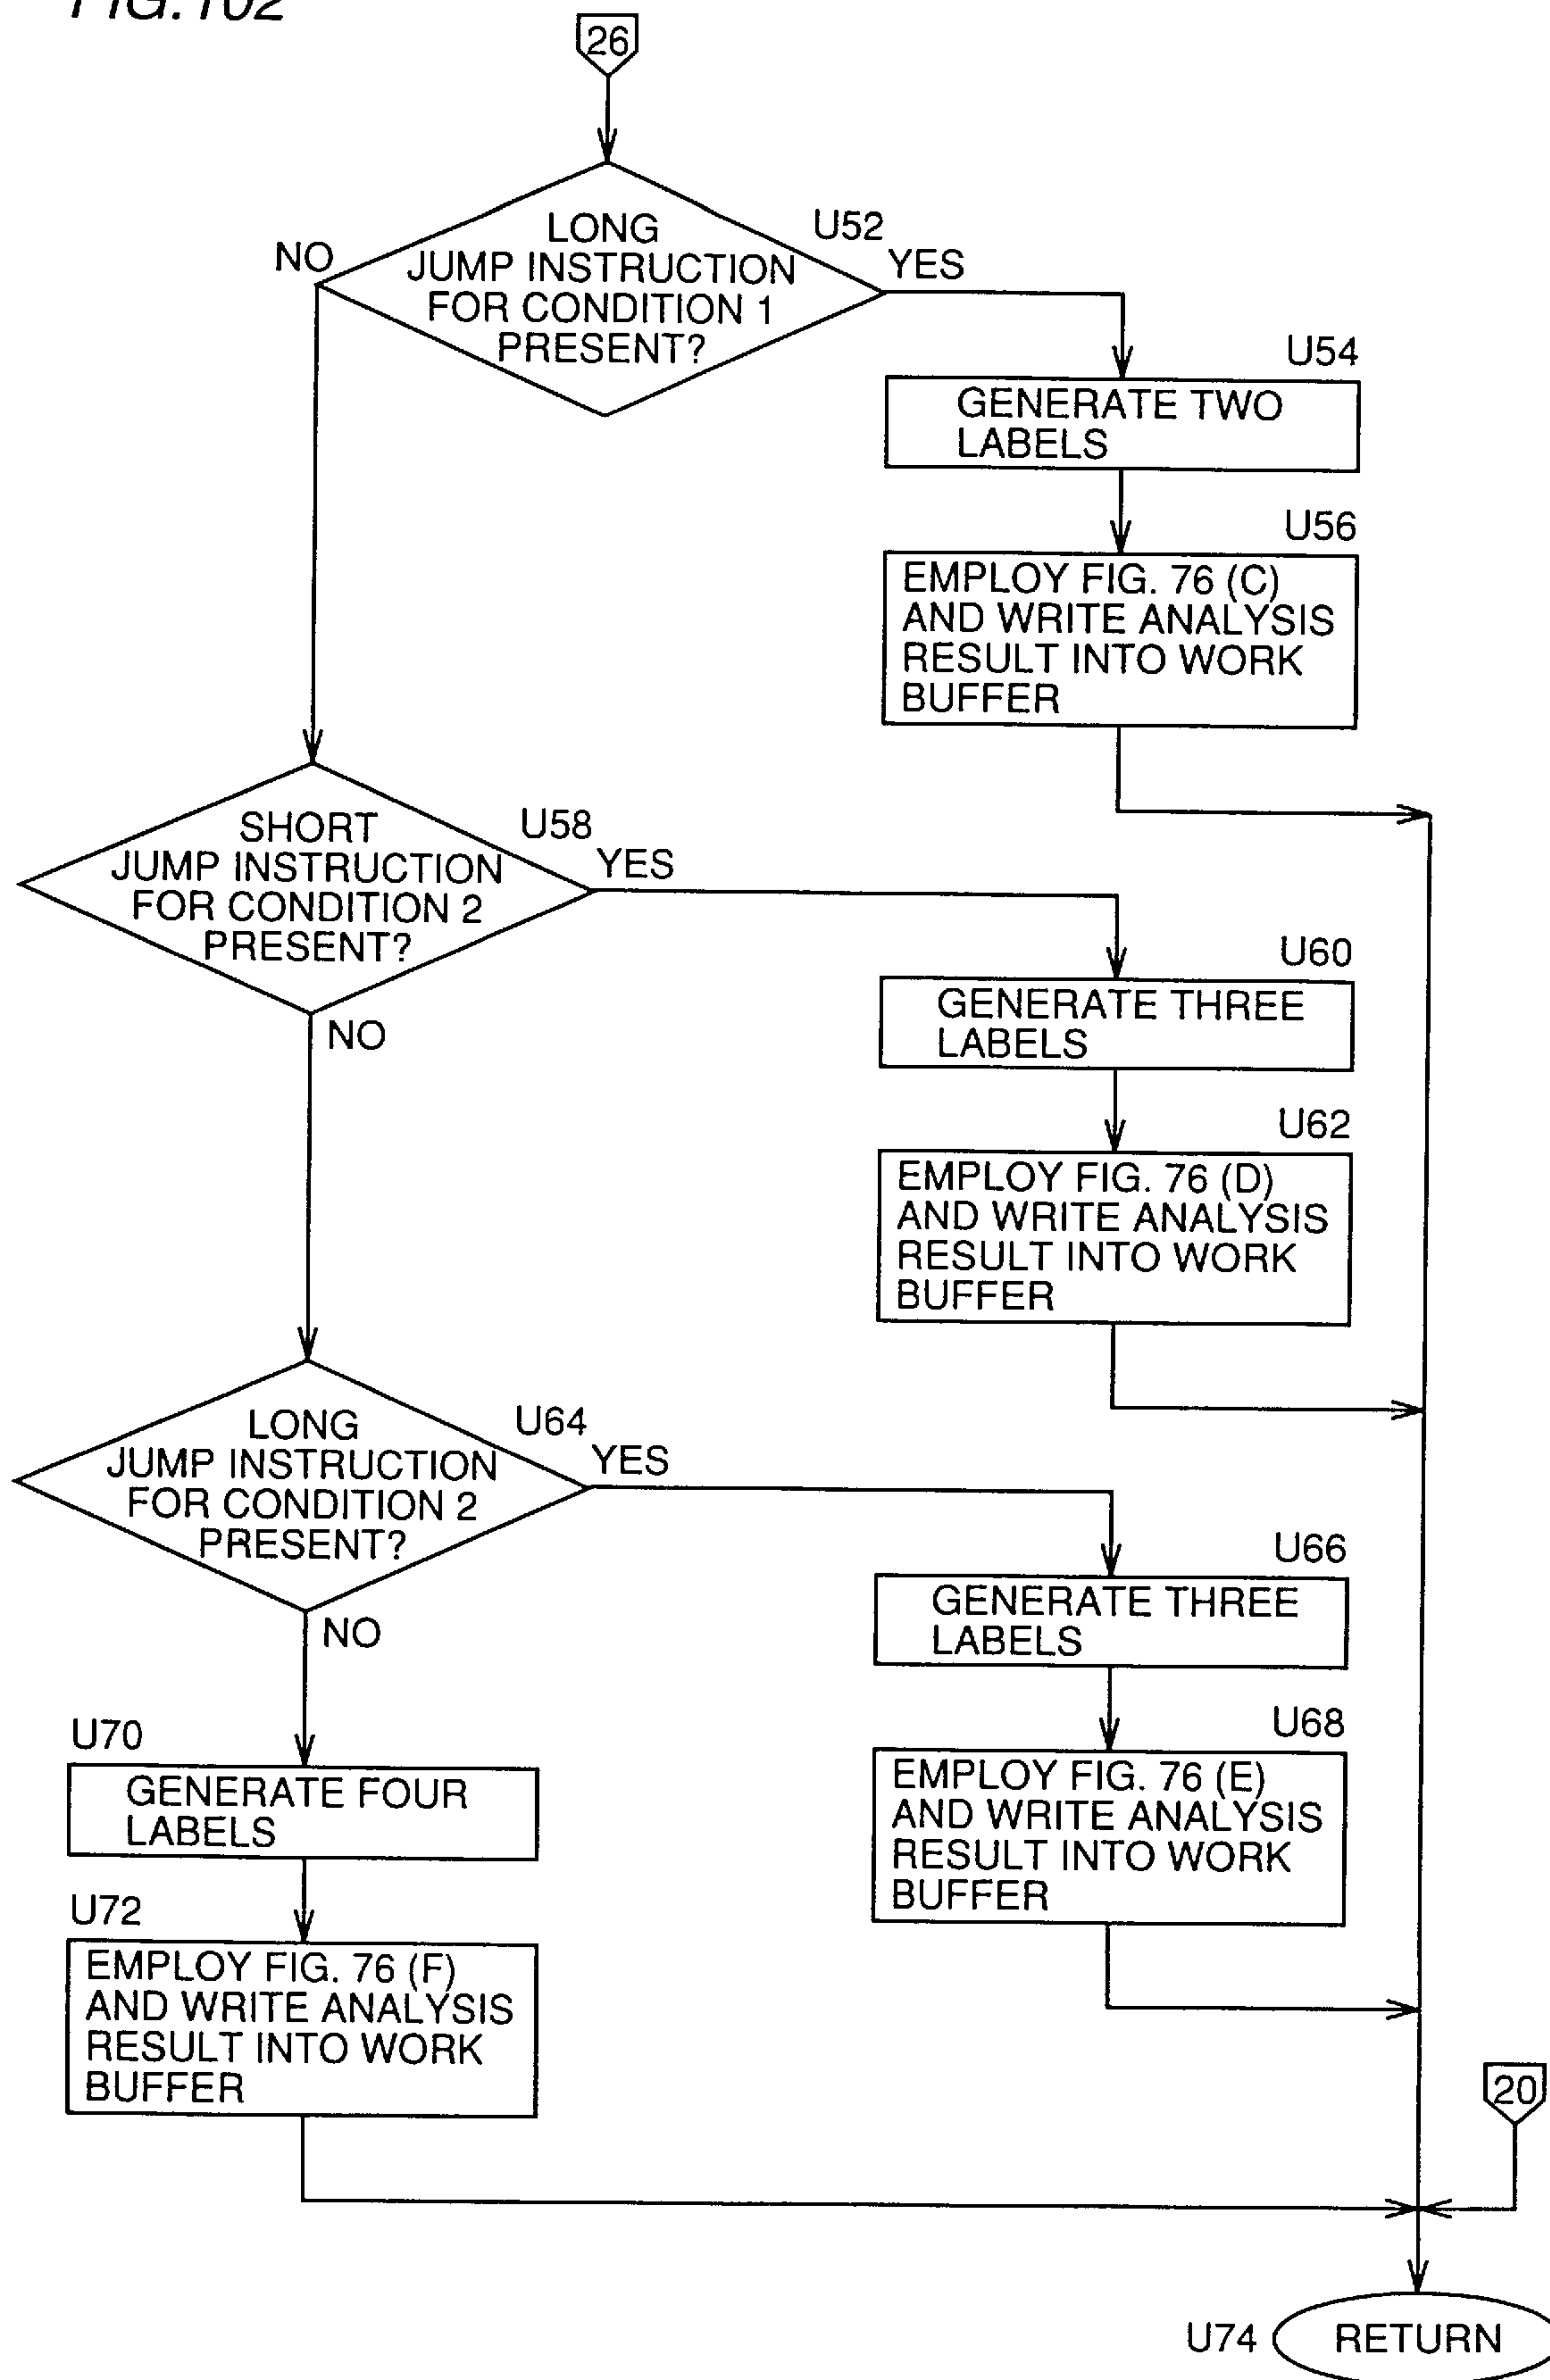 FIG.102
26
LONG
JUMP INSTRUCTION
FOR CONDITION 1
PRESENT?
U52
NO
YES
U54
GENERATE TWO
LABELS
U56
EMPLOY FIG. 76 (C)
AND WRITE ANALYSIS
RESULT INTO WORK
BUFFER
SHORT
JUMP INSTRUCTION
FOR CONDITION 2
PRESENT?
U58
YES
NO
U60
GENERATE THREE
LABELS
U62
EMPLOY FIG. 76 (D)
AND WRITE ANALYSIS
RESULT INTO WORK
BUFFER
LONG
JUMP INSTRUCTION
FOR CONDITION 2
PRESENT?
U64
YES
NO
U66
GENERATE THREE
LABELS
U68
EMPLOY FIG. 76 (E)
AND WRITE ANALYSIS
RESULT INTO WORK
BUFFER
U70
GENERATE FOUR
LABELS
U72
EMPLOY FIG. 76 (F)
AND WRITE ANALYSIS
RESULT INTO WORK
BUFFER
20
U74
RETURN